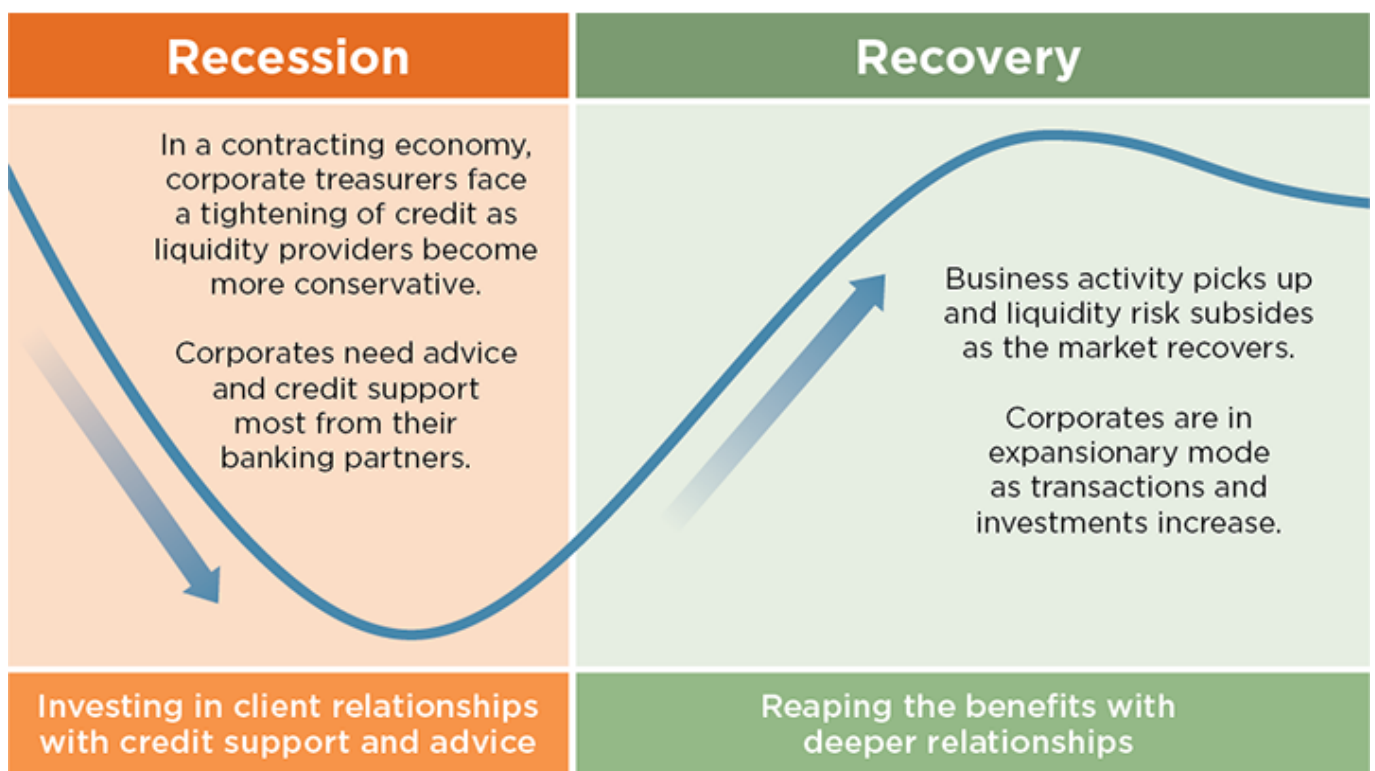 Recession
In a contracting economy,
corporate treasurers face
a tightening of credit as
liquidity providers become
more conservative.
Corporates need advice
and credit support
most from their
banking partners.
Investing in client relationships
with credit support and advice
Recovery
Business activity picks up
and liquidity risk subsides
as the market recovers.
Corporates are in
expansionary mode
as transactions and
investments increase.
Reaping the benefits with
deeper relationships